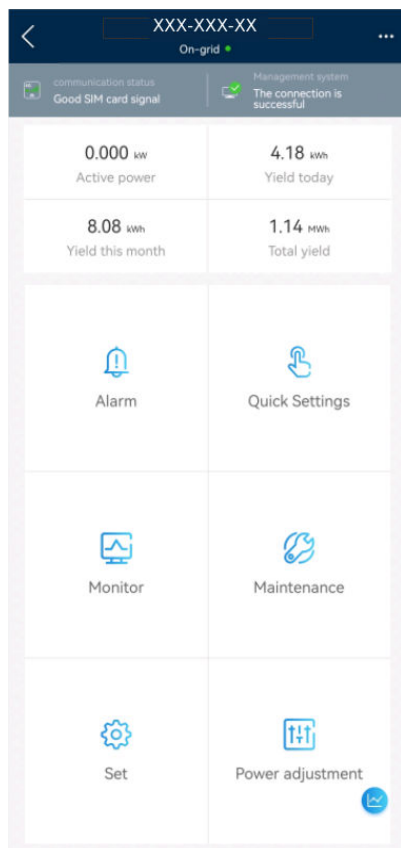 XXX-XXX-XX
On-grid
communication status
Good SIM card signal
Management system
The connection is
successful
0.000 kW
Active power
4.18 kWh
Yield today
8.08 kWh
Yield this month
1.14 MWh
Total yield
Alarm
Quick Settings
Monitor
Maintenance
Set
Power adjustment